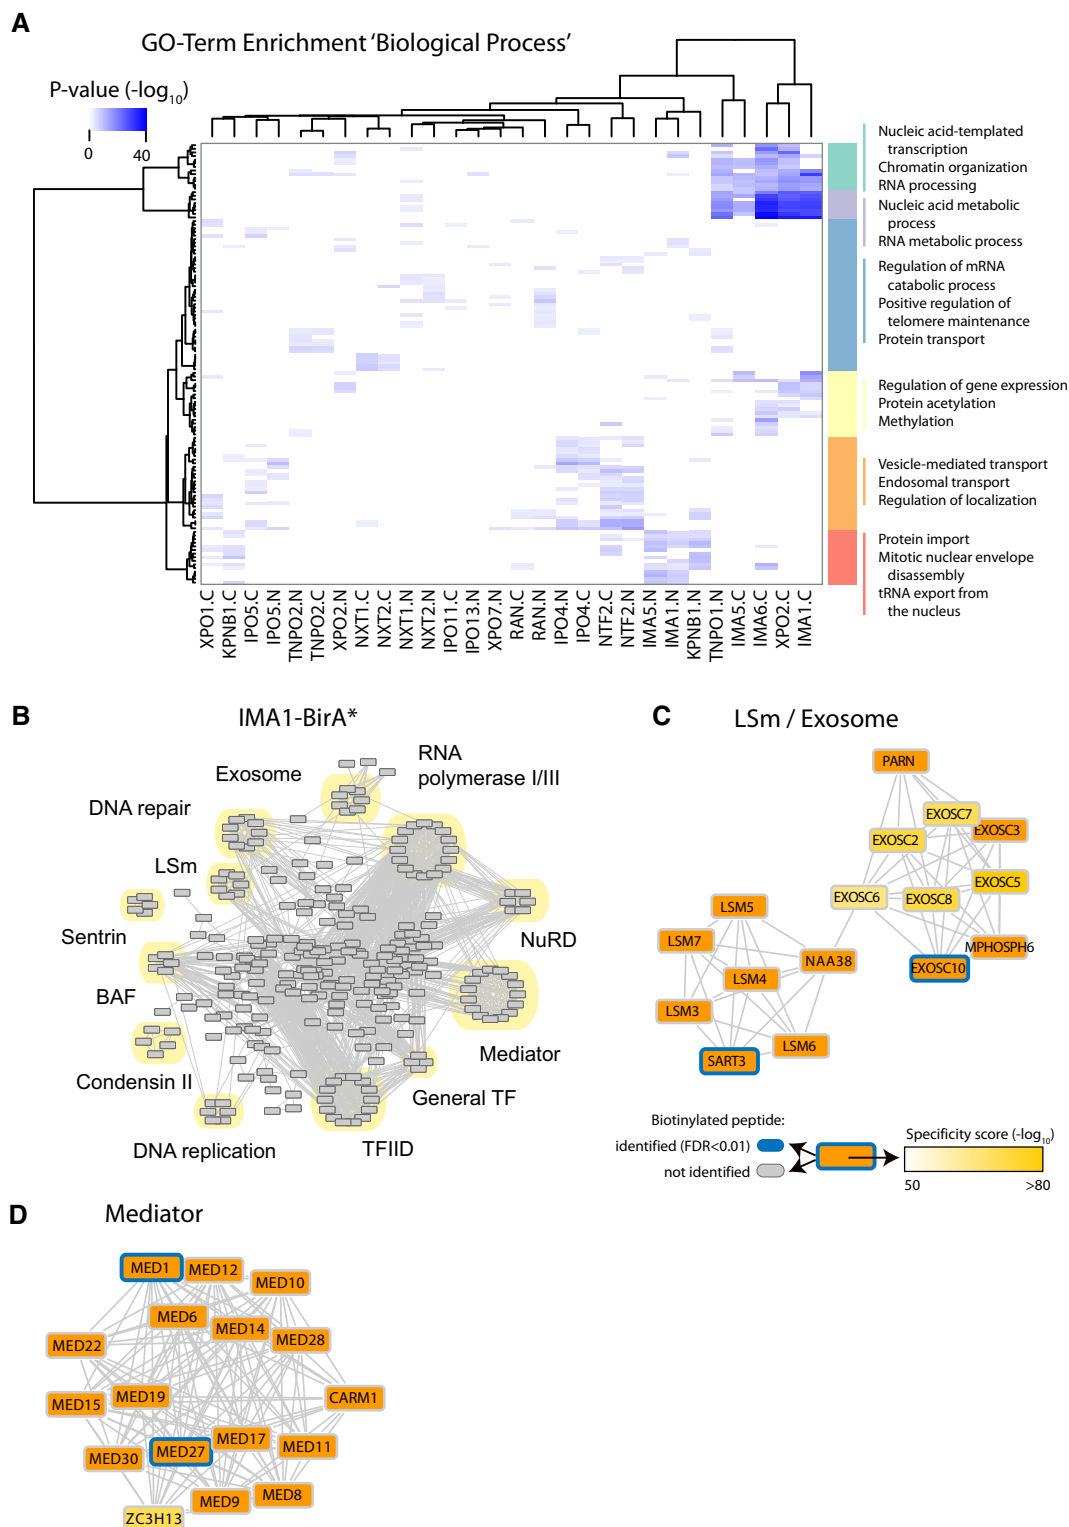 A
GO-Term Enrichment ‘Biological Process’
P-value (-log10)
0
40
Nucleic acid-templated
transcription
Chromatin organization
RNA processing
Nucleic acid metabolic
process
RNA metabolic process
Regulation of mRNA
catabolic process
Positive regulation of
telomere maintenance
Protein transport
Regulation of gene expression
Protein acetylation
Methylation
Vesicle-mediated transport
Endosomal transport
Regulation of localization
Protein import
Mitotic nuclear envelope
disassembly
tRNA export from
the nucleus
XPO1.C
KPNB1.C
IPO5.C
IPO5.N
TNPO2.N
TNPO2.C
XPO2.N
NXT1.C
NXT2.C
NXT1.N
NXT2.N
IPO11.C
IPO13.N
XPO7.N
RAN.C
RAN.N
IPO4.N
IPO4.C
NTF2.C
NTF2.N
IMA5.N
IMA1.N
KPNB1.N
TNPO1.N
IMA5.C
IMA6.C
XPO2.C
IMA1.C
B
IMA1-BirA*
RNA
polymerase I/III
Exosome
DNA repair
LSm
Sentrin
NuRD
BAF
Condensin II
Mediator
General TF
DNA replication
TFIID
C
LSm / Exosome
PARN
EXOSC7
EXOSC3
EXOSC2
EXOSC5
EXOSC6
EXOSC8
MPHOSPH6
EXOSC10
LSM5
LSM7
NAA38
LSM4
LSM3
LSM6
SART3
Biotinylated peptide:
identified (FDR<0.01)
not identified
Specificity score (-log10)
50
>80
D
Mediator
MED1
MED12
MED10
MED6
MED14
MED28
MED22
MED19
CARM1
MED15
MED17
MED11
MED27
MED30
MED9
MED8
ZC3H13